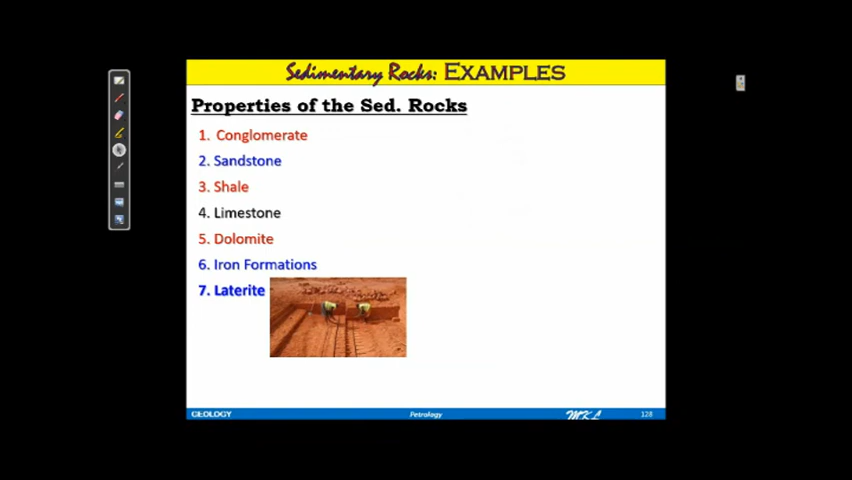 Sedimentary Rocks: EXAMPLES
Properties of the Sed. Rocks
1. Conglomerate
2. Sandstone
3. Shale
4. Limestone
5. Dolomite
6. Iron Formations
7. Laterite
GEOLOGY Petrology MKL 128